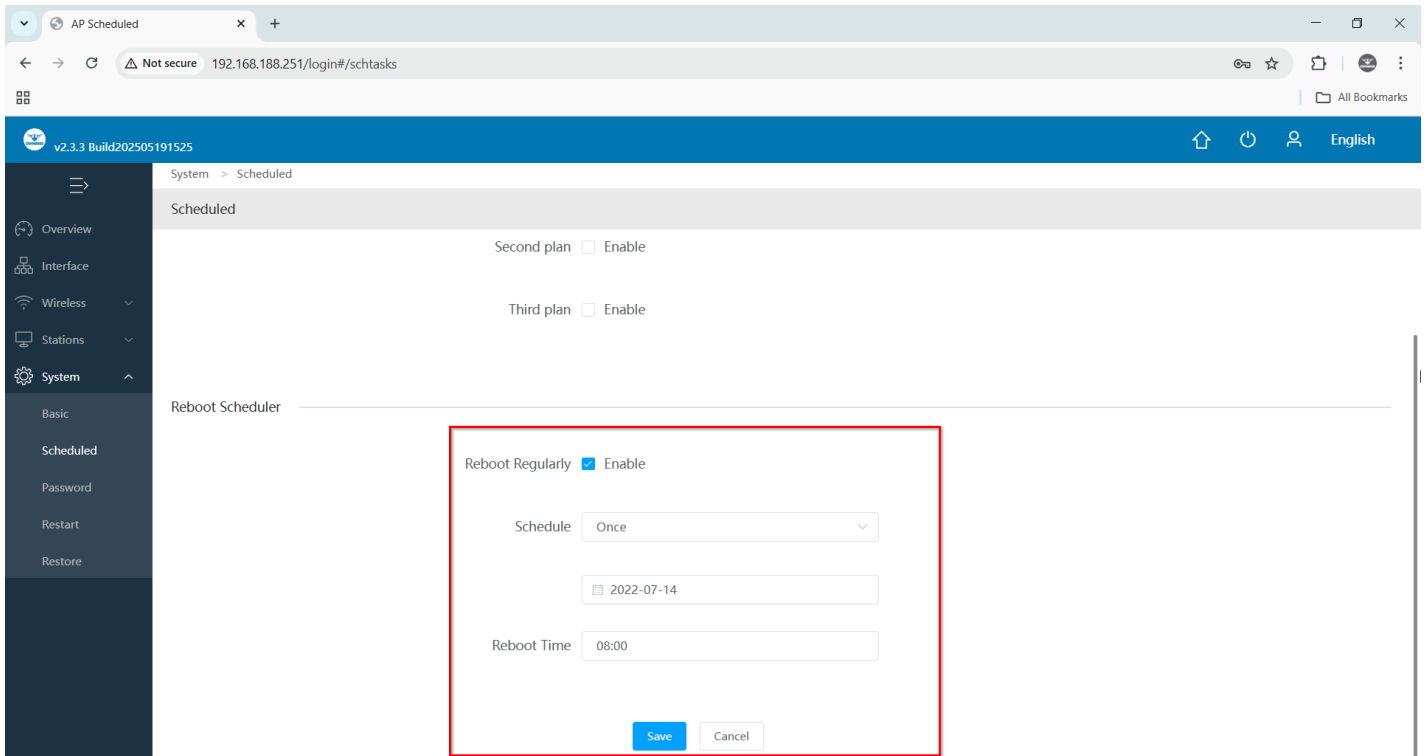 AP Scheduled
Not secure 192.168.188.251/login#/schtasks
All Bookmarks
v2.3.3 Build202505191525
English
System > Scheduled
Scheduled
Overview
Interface
Wireless
Stations
System
Basic
Scheduled
Password
Restart
Restore
Second plan Enable
Third plan Enable
Reboot Scheduler
Reboot Regularly Enable
Schedule Once
2022-07-14
Reboot Time 08:00
Save Cancel